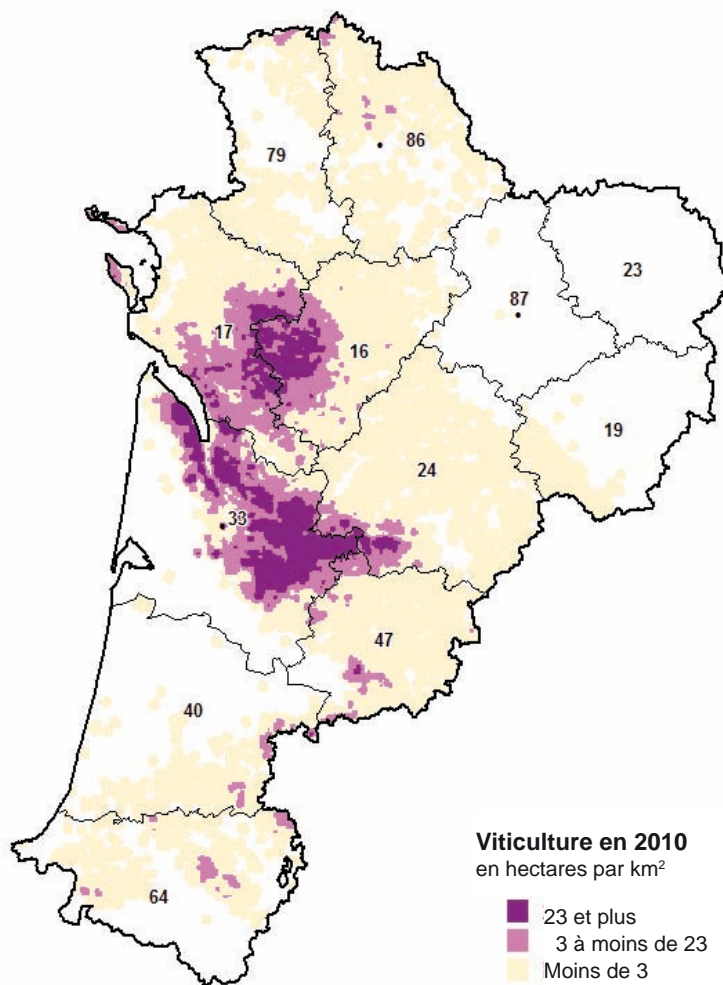 86
79
23
87
17
16
19
24
33
47
40
64
Viticulture en 2010
en hectares par km²
23 et plus
3 à moins de 23
Moins de 3